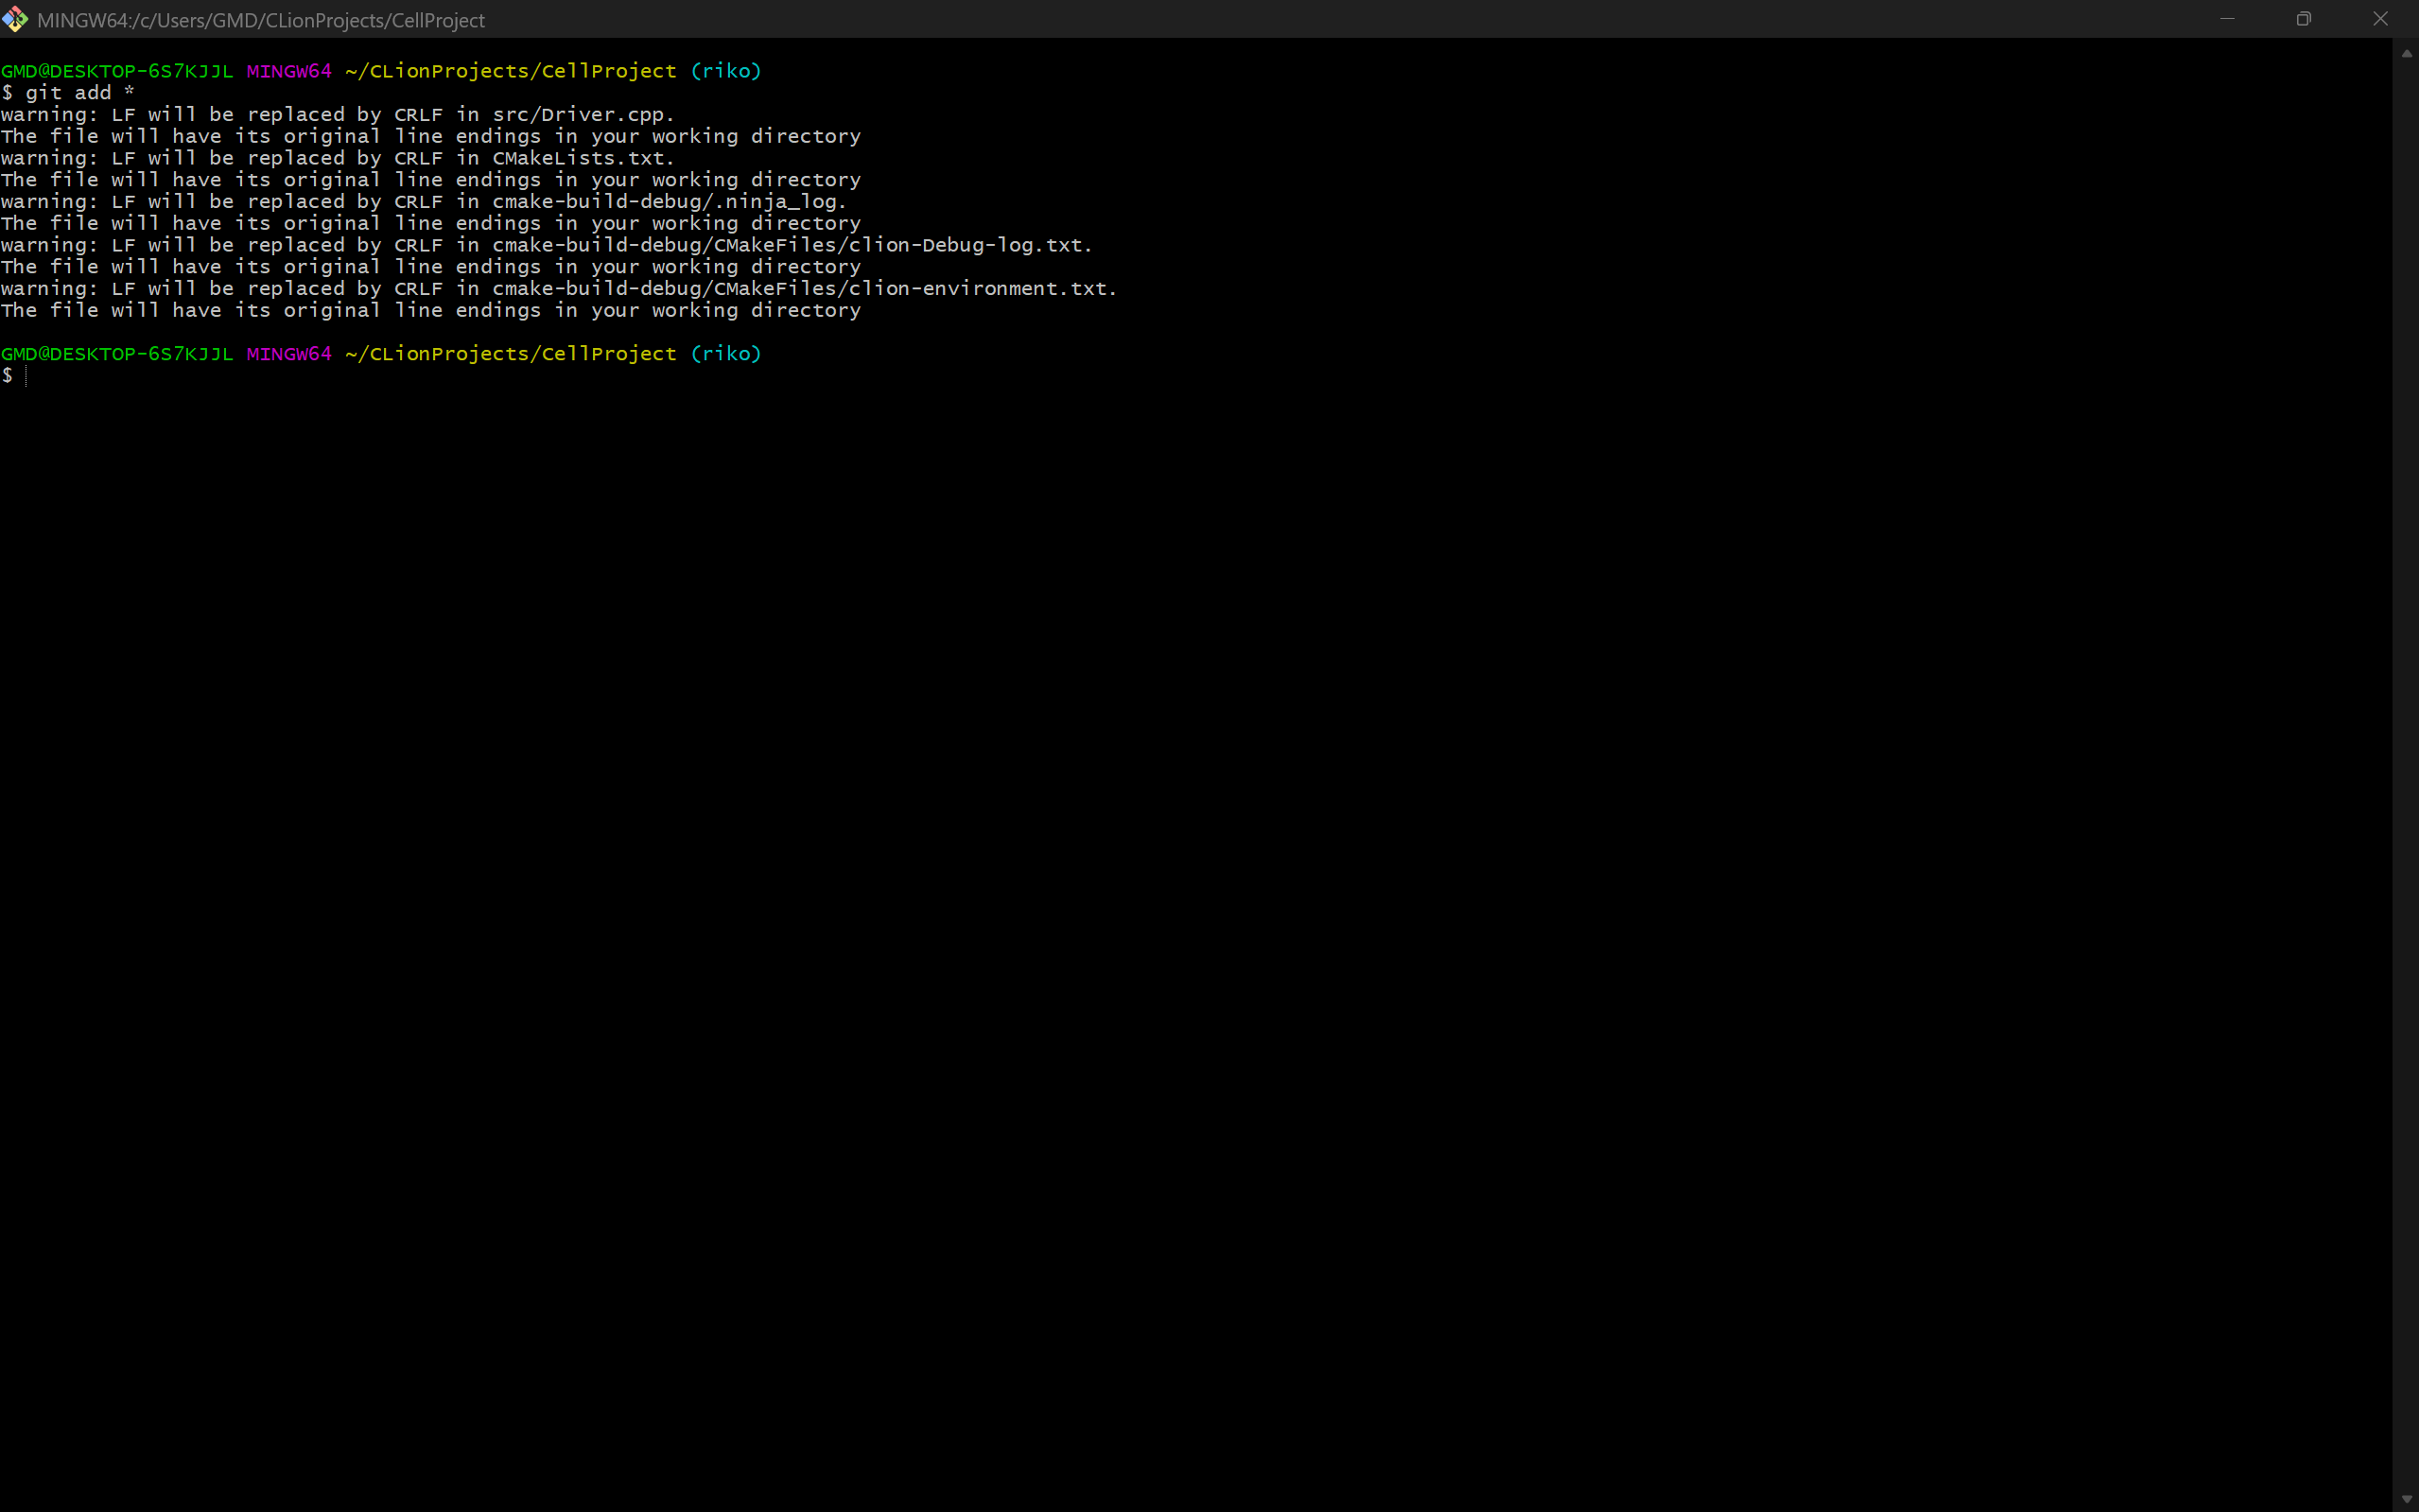 MINGW64:/c/Users/GMD/CLionProjects/CellProject
GMD@DESKTOP-6S7KJJL MINGW64 ~/CLionProjects/CellProject (riko)
$ git add *
warning: LF will be replaced by CRLF in src/Driver.cpp.
The file will have its original line endings in your working directory
warning: LF will be replaced by CRLF in CMakeLists.txt.
The file will have its original line endings in your working directory
warning: LF will be replaced by CRLF in cmake-build-debug/.ninja_log.
The file will have its original line endings in your working directory
warning: LF will be replaced by CRLF in cmake-build-debug/CMakeFiles/clion-Debug-log.txt.
The file will have its original line endings in your working directory
warning: LF will be replaced by CRLF in cmake-build-debug/CMakeFiles/clion-environment.txt.
The file will have its original line endings in your working directory
GMD@DESKTOP-6S7KJJL MINGW64 ~/CLionProjects/CellProject (riko)
$